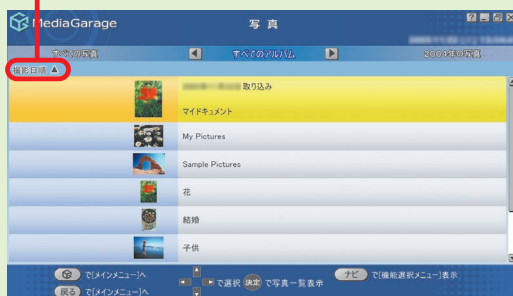 MediaGarage
写真
すべての写真
すべてのアルバム
2004年の写真
撮影日順▲
取り込み
マイドキュメント
My Pictures
Sample Pictures
花
結婚
子供
で[メインメニュー]へ
戻る で[メインメニュー]へ
で選択 決定 で写真一覧表示
ナビ で[機能選択メニュー]表示